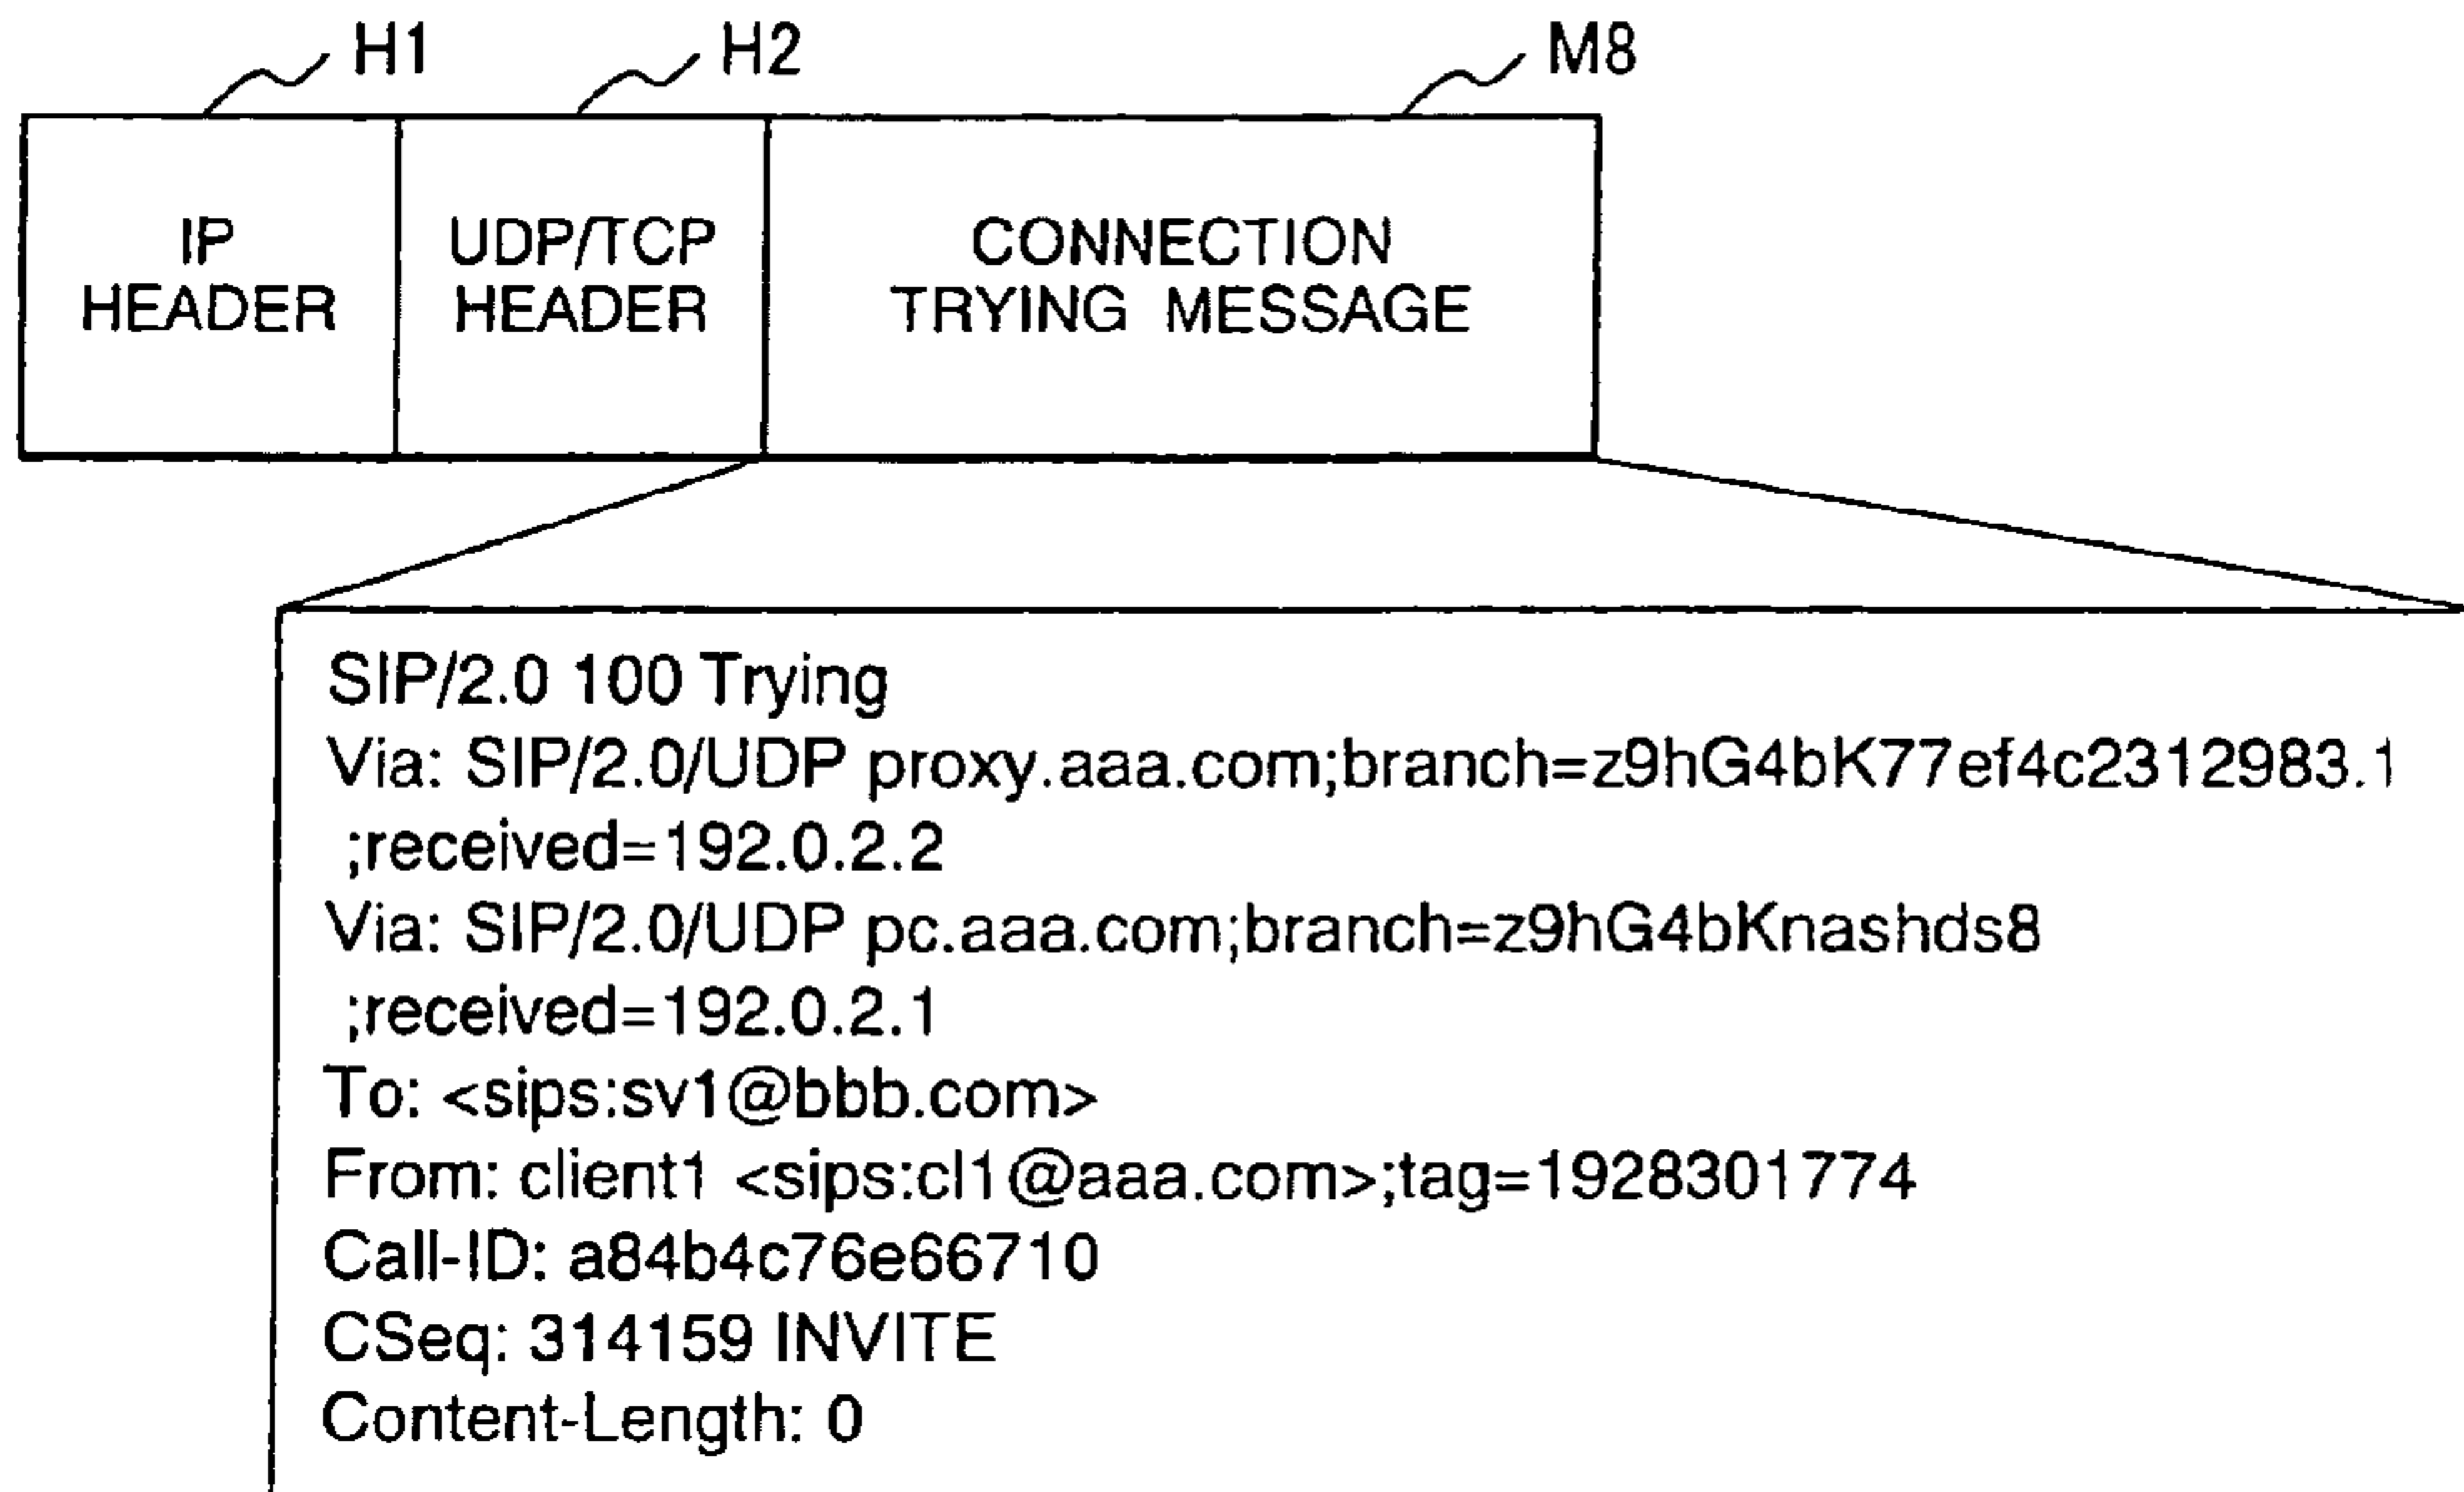 H1 H2 M8
IP HEADER
UDP/TCP HEADER
CONNECTION TRYING MESSAGE
SIP/2.0 100 Trying
Via: SIP/2.0/UDP proxy.aaa.com;branch=z9hG4bK77ef4c2312983.1
;received=192.0.2.2
Via: SIP/2.0/UDP pc.aaa.com;branch=z9hG4bKnashds8
;received=192.0.2.1
To: <sips:sv1@bbb.com>
From: client1 <sips:cl1@aaa.com>;tag=1928301774
Call-ID: a84b4c76e66710
CSeq: 314159 INVITE
Content-Length: 0